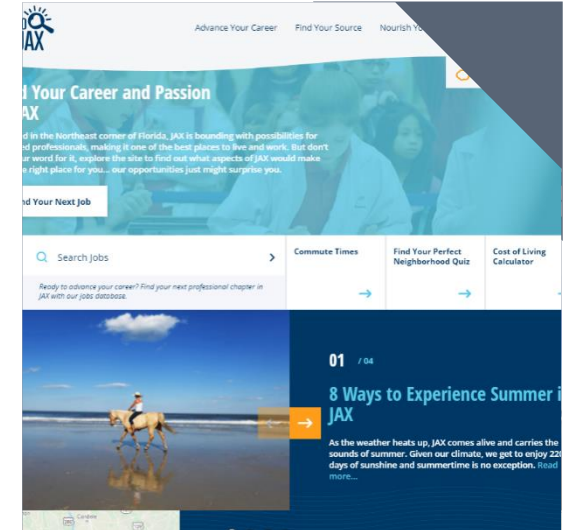 JAX
Advance Your Career Find Your Source Nourish
Your Career and Passion
in the Northeast corner of Florida, JAX is bounding with possibilities for
professionals, making it one of the best places to live and work. But don't
our word for it, explore the site to find out what aspects of JAX would make
right place for you... our opportunities just might surprise you.
Your Next Job
Search Jobs
Ready to advance your career? Find your next professional chapter in
JAX with our jobs database.
Commute Times
Find Your Perfect
Neighborhood Quiz
Cost of Living
Calculator
01 / 04
8 Ways to Experience Summer
JAX
As the weather heats up, JAX comes alive and carries the
sounds of summer. Given our climate, we get to enjoy
days of sunshine and summertime is no exception. Read
more...